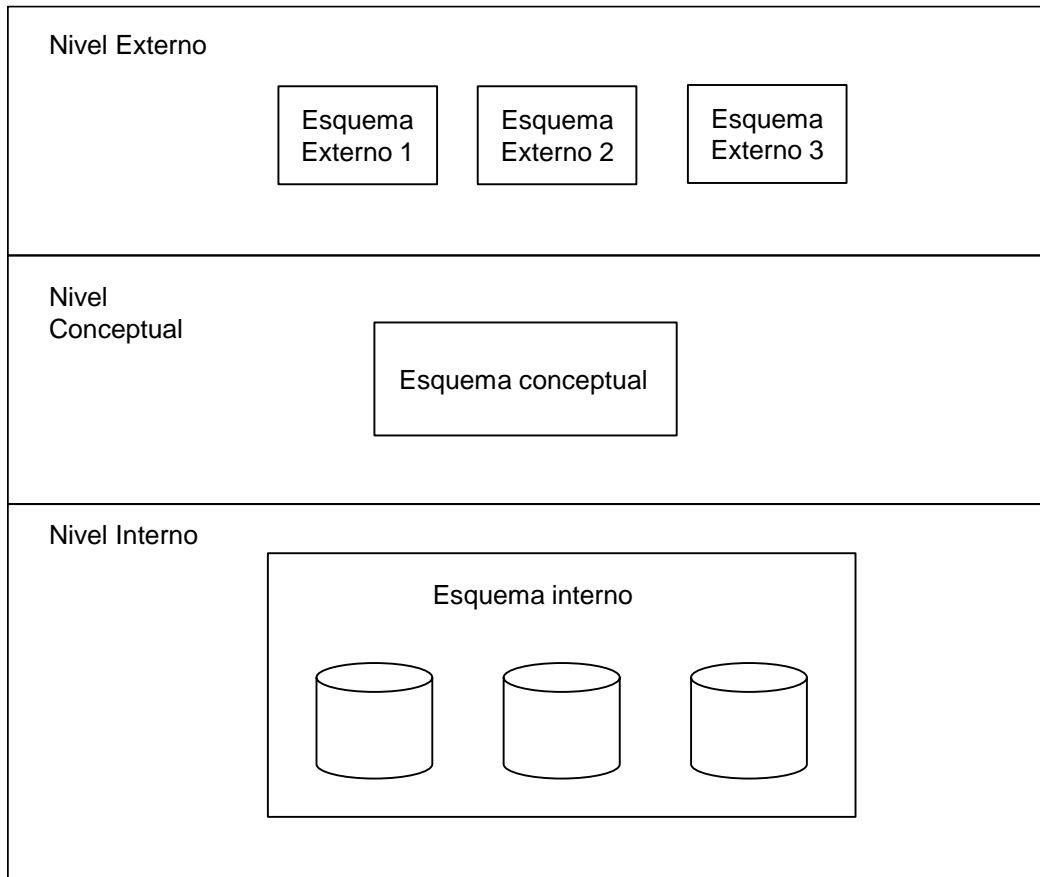 Nivel Externo
Esquema
Externo 1
Esquema
Externo 2
Esquema
Externo 3
Nivel
Conceptual
Esquema conceptual
Nivel Interno
Esquema interno